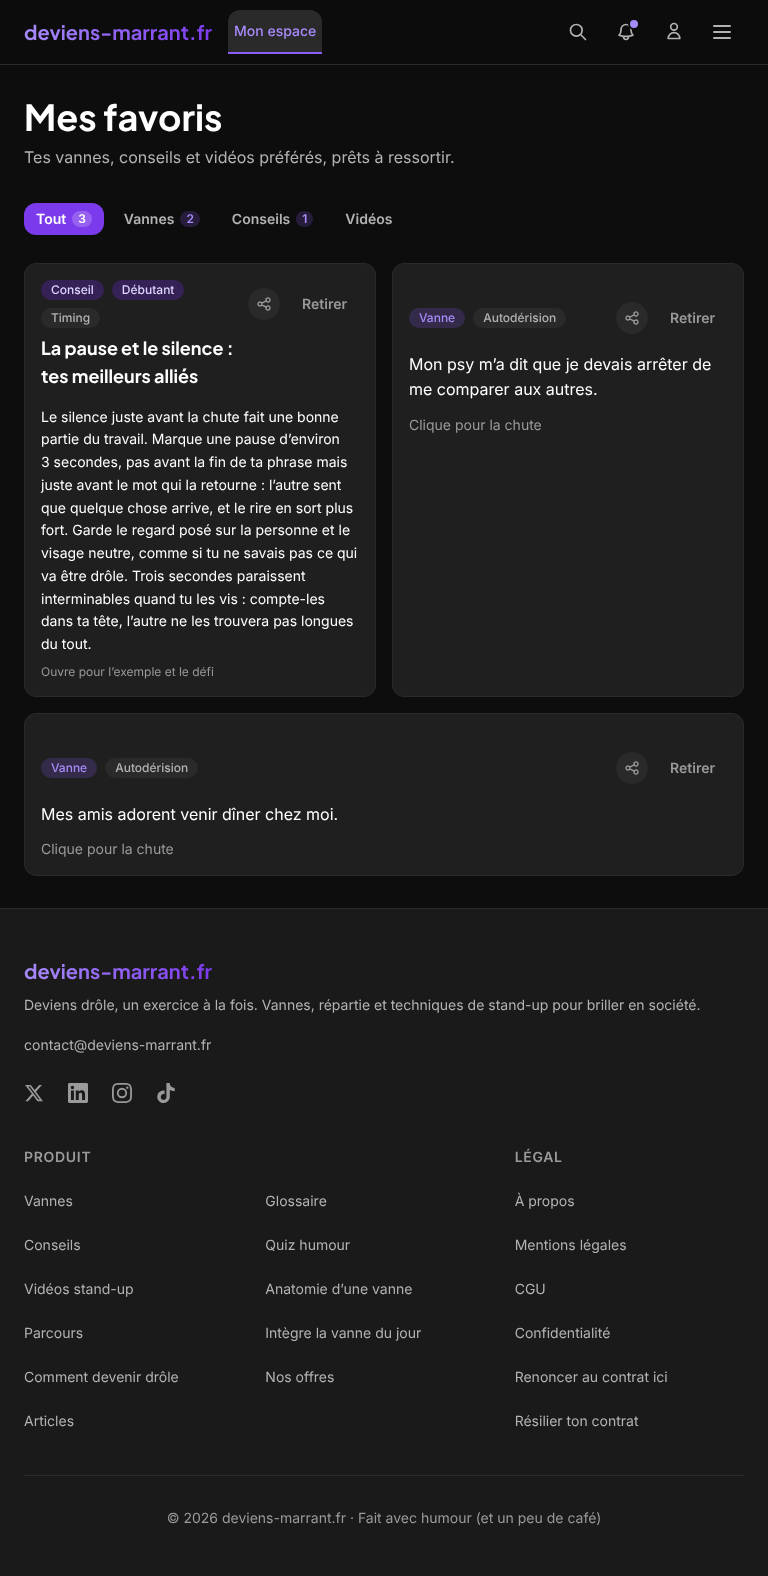 deviens-marrant.fr
Mon espace
Mes favoris
Tes vannes, conseils et vidéos préférés, prêts à ressortir.
Tout 3
Vannes 2
Conseils 1
Vidéos
Conseil
Débutant
Timing
Retirer
La pause et le silence :
tes meilleurs alliés
Le silence juste avant la chute fait une bonne
partie du travail. Marque une pause d’environ
3 secondes, pas avant la fin de ta phrase mais
juste avant le mot qui la retourne : l’autre sent
que quelque chose arrive, et le rire en sort plus
fort. Garde le regard posé sur la personne et le
visage neutre, comme si tu ne savais pas ce qui
va être drôle. Trois secondes paraissent
interminables quand tu les vis : compte-les
dans ta tête, l’autre ne les trouvera pas longues
du tout.
Ouvre pour l’exemple et le défi
Vanne
Autodérision
Retirer
Mon psy m’a dit que je devais arrêter de
me comparer aux autres.
Clique pour la chute
Vanne
Autodérision
Retirer
Mes amis adorent venir dîner chez moi.
Clique pour la chute
deviens-marrant.fr
Deviens drôle, un exercice à la fois. Vannes, répartie et techniques de stand-up pour briller en société.
contact@deviens-marrant.fr
PRODUIT
Vannes
Conseils
Vidéos stand-up
Parcours
Comment devenir drôle
Articles
Glossaire
Quiz humour
Anatomie d’une vanne
Intègre la vanne du jour
Nos offres
LÉGAL
À propos
Mentions légales
CGU
Confidentialité
Renoncer au contrat ici
Résilier ton contrat
© 2026 deviens-marrant.fr · Fait avec humour (et un peu de café)